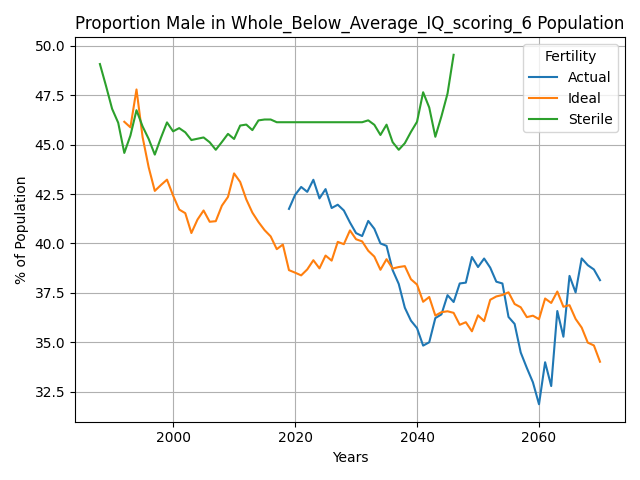 Proportion Male in Whole_Below_Average_IQ_scoring_6 Population
% of Population
50.0
47.5
45.0
42.5
40.0
37.5
35.0
32.5
Fertility
Actual
Ideal
Sterile
2000
2020
2040
2060
Years